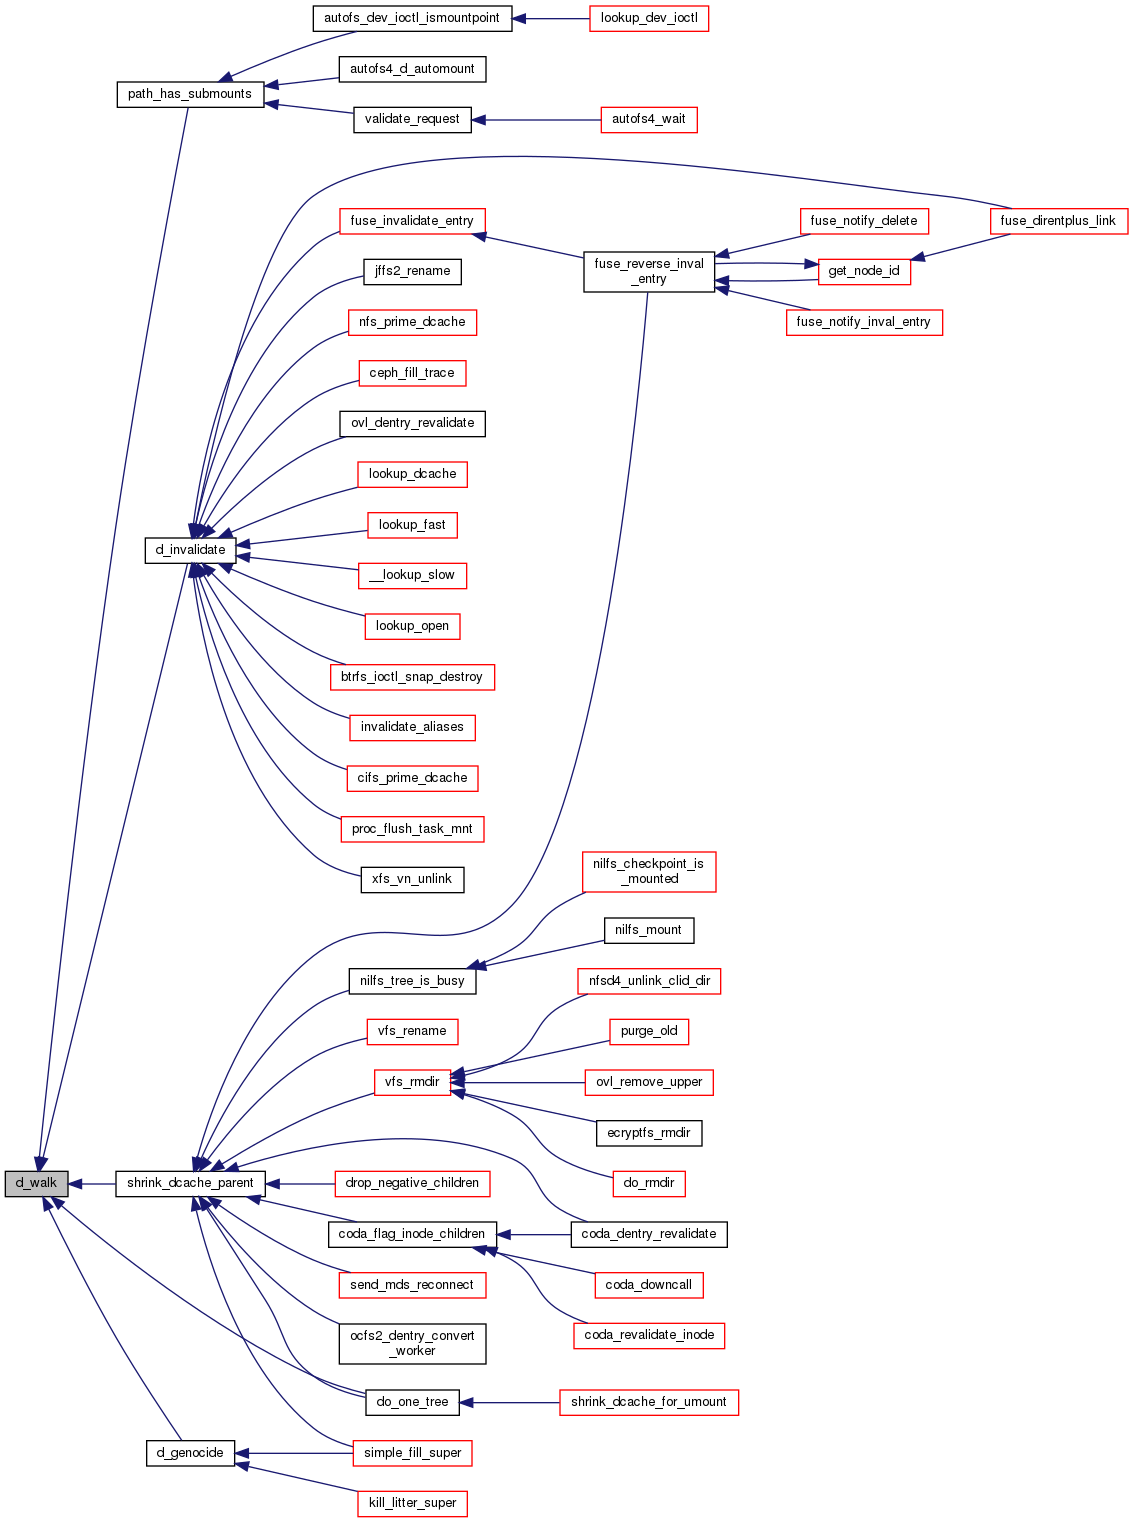 autofs_dev_ioctl_ismountpoint
lookup_dev_ioctl
autofs4_d_automount
path_has_submounts
validate_request
autofs4_wait
fuse_invalidate_entry
fuse_notify_delete
fuse_direntplus_link
fuse_reverse_inval
_entry
jffs2_rename
get_node_id
nfs_prime_dcache
fuse_notify_inval_entry
ceph_fill_trace
ovl_dentry_revalidate
lookup_dcache
lookup_fast
d_invalidate
__lookup_slow
lookup_open
btrfs_ioctl_snap_destroy
invalidate_aliases
cifs_prime_dcache
proc_flush_task_mnt
xfs_vn_unlink
nilfs_checkpoint_is
_mounted
nilfs_mount
nilfs_tree_is_busy
nfsd4_unlink_clid_dir
vfs_rename
purge_old
vfs_rmdir
ovl_remove_upper
ecryptfs_rmdir
d_walk
shrink_dcache_parent
drop_negative_children
do_rmdir
coda_flag_inode_children
coda_dentry_revalidate
send_mds_reconnect
coda_downcall
ocfs2_dentry_convert
_worker
coda_revalidate_inode
do_one_tree
shrink_dcache_for_umount
d_genocide
simple_fill_super
kill_litter_super